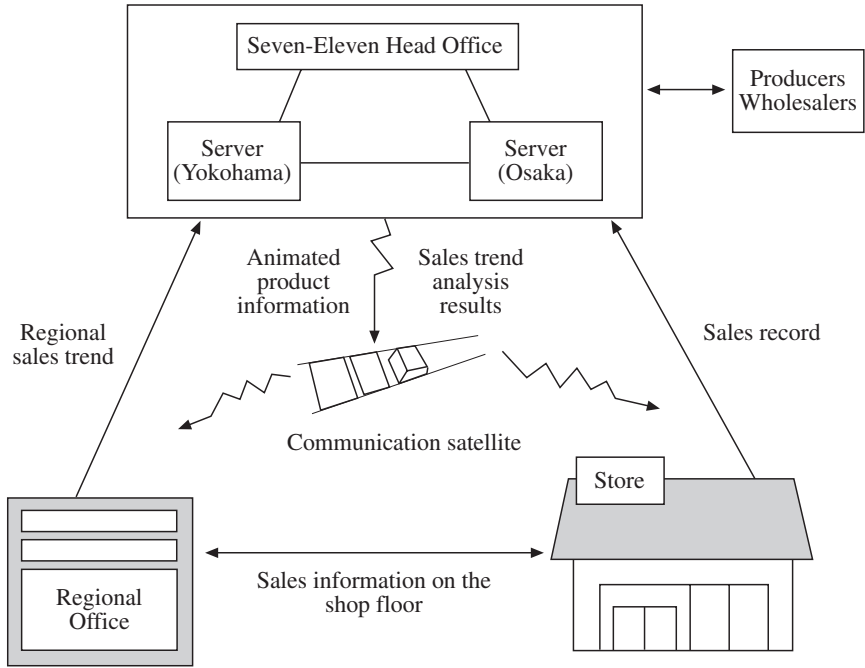 Seven-Eleven Head Office
Producers
Wholesalers
Server
(Yokohama)
Server
(Osaka)
Animated
product
information
Sales trend
analysis
results
Regional
sales trend
Sales record
Communication satellite
Store
Sales information on the
shop floor
Regional
Office